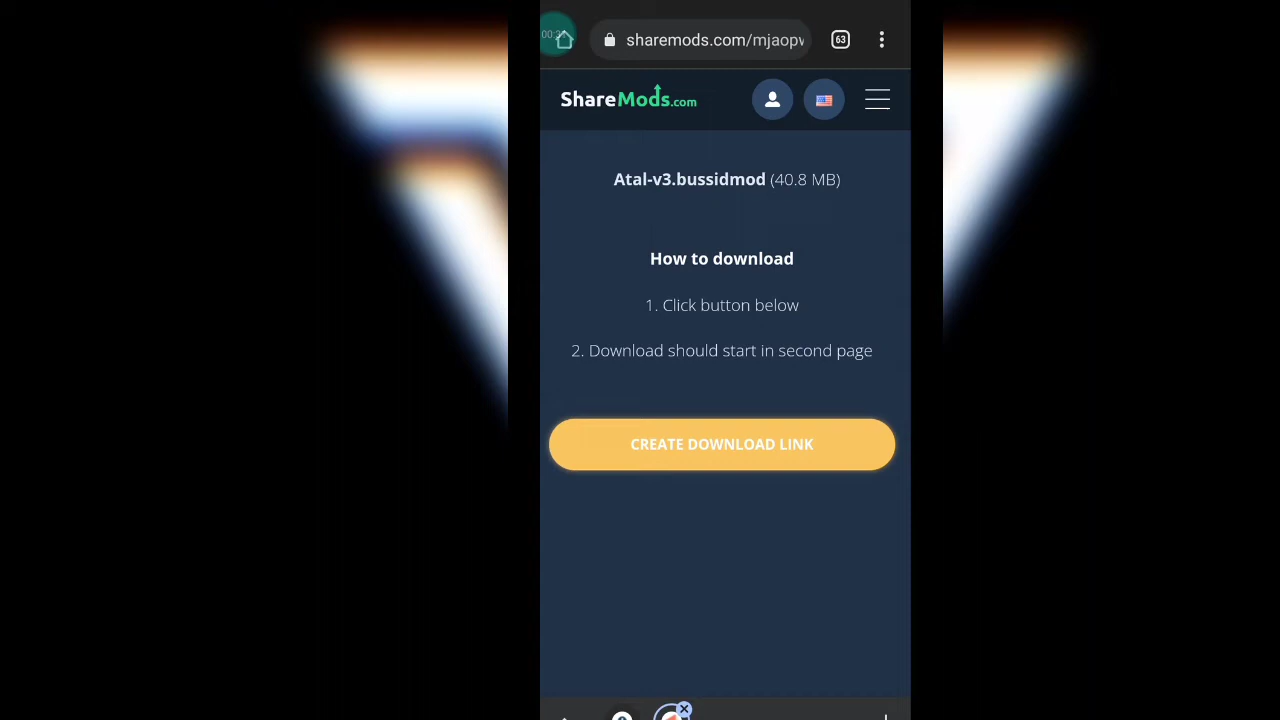 63
sharemods.com/mjaopv
ShareMods.com
Atal-v3.bussidmod (40.8 MB)
How to download
1. Click button below
2. Download should start in second page
CREATE DOWNLOAD LINK